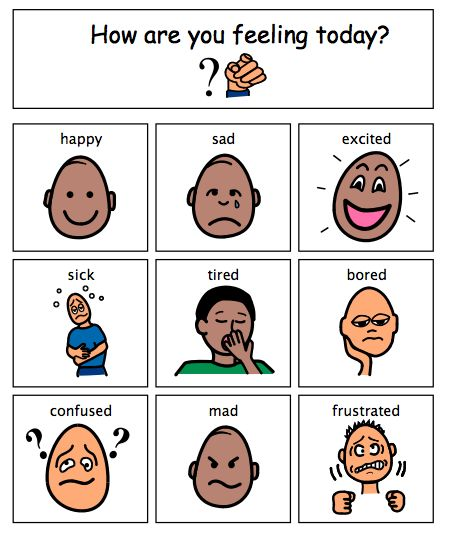 How are you feeling today?
?
happy
sad
excited
sick
tired
bored
confused
? ?
mad
frustrated